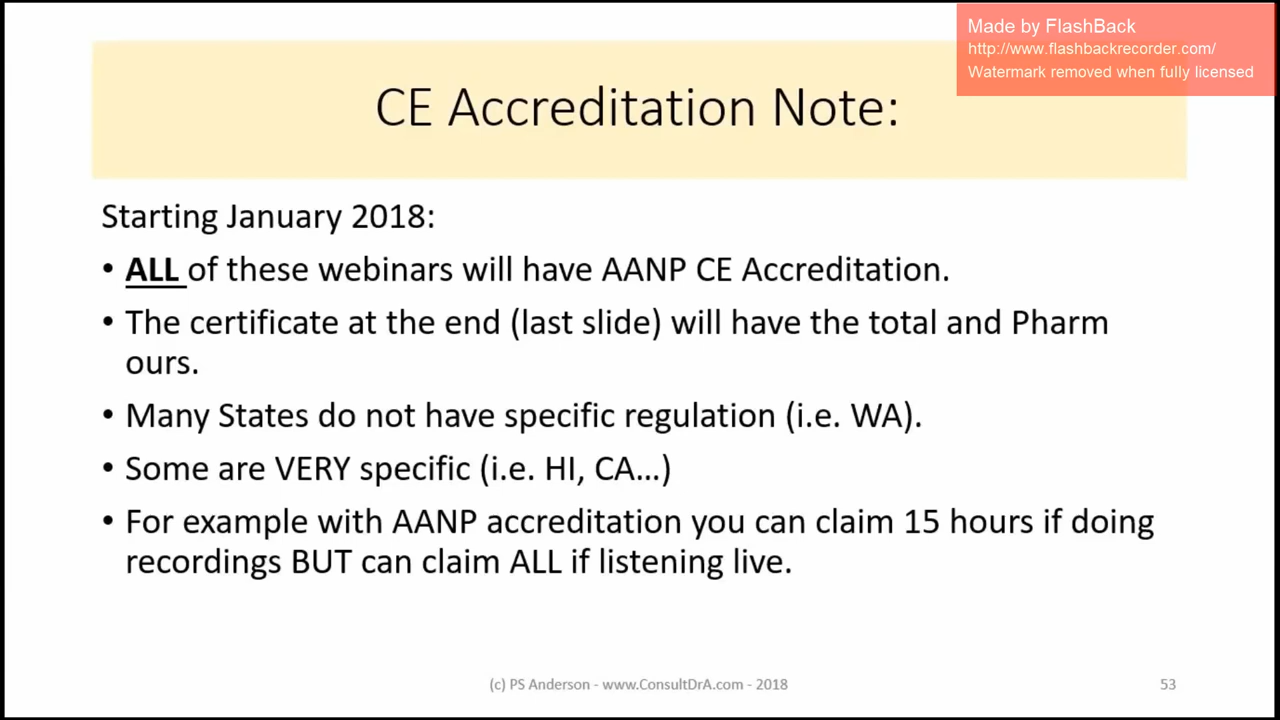 Made by FlashBack
http://www.flashbackrecorder.com/
Watermark removed when fully licensed
CE Accreditation Note:
Starting January 2018:
• ALL of these webinars will have AANP CE Accreditation.
• The certificate at the end (last slide) will have the total and Pharm
ours.
• Many States do not have specific regulation (i.e. WA).
• Some are VERY specific (i.e. HI, CA…)
• For example with AANP accreditation you can claim 15 hours if doing
recordings BUT can claim ALL if listening live.
(c) PS Anderson - www.ConsultDrA.com - 2018
53